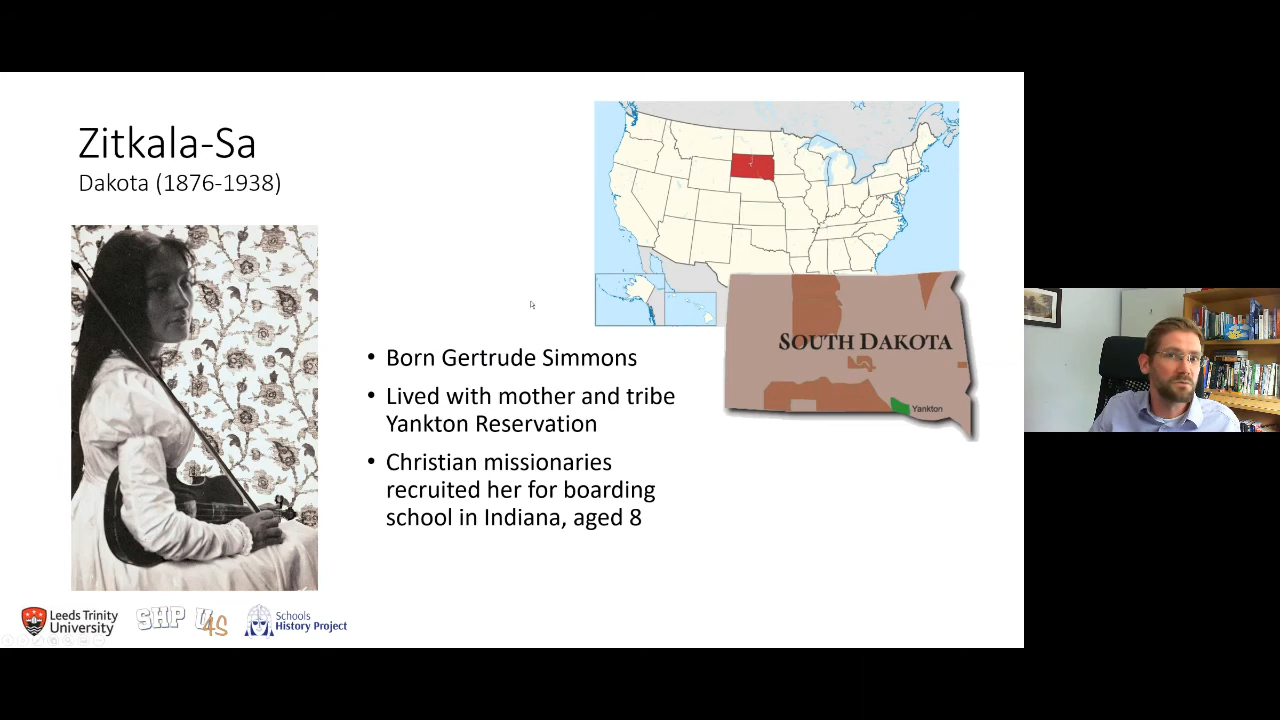 Zitkala-Sa
Dakota (1876-1938)
• Born Gertrude Simmons
• Lived with mother and tribe
Yankton Reservation
• Christian missionaries
recruited her for boarding
school in Indiana, aged 8
SOUTH DAKOTA
Yankton
Leeds Trinity
University
SHP
4S
Schools
History Project